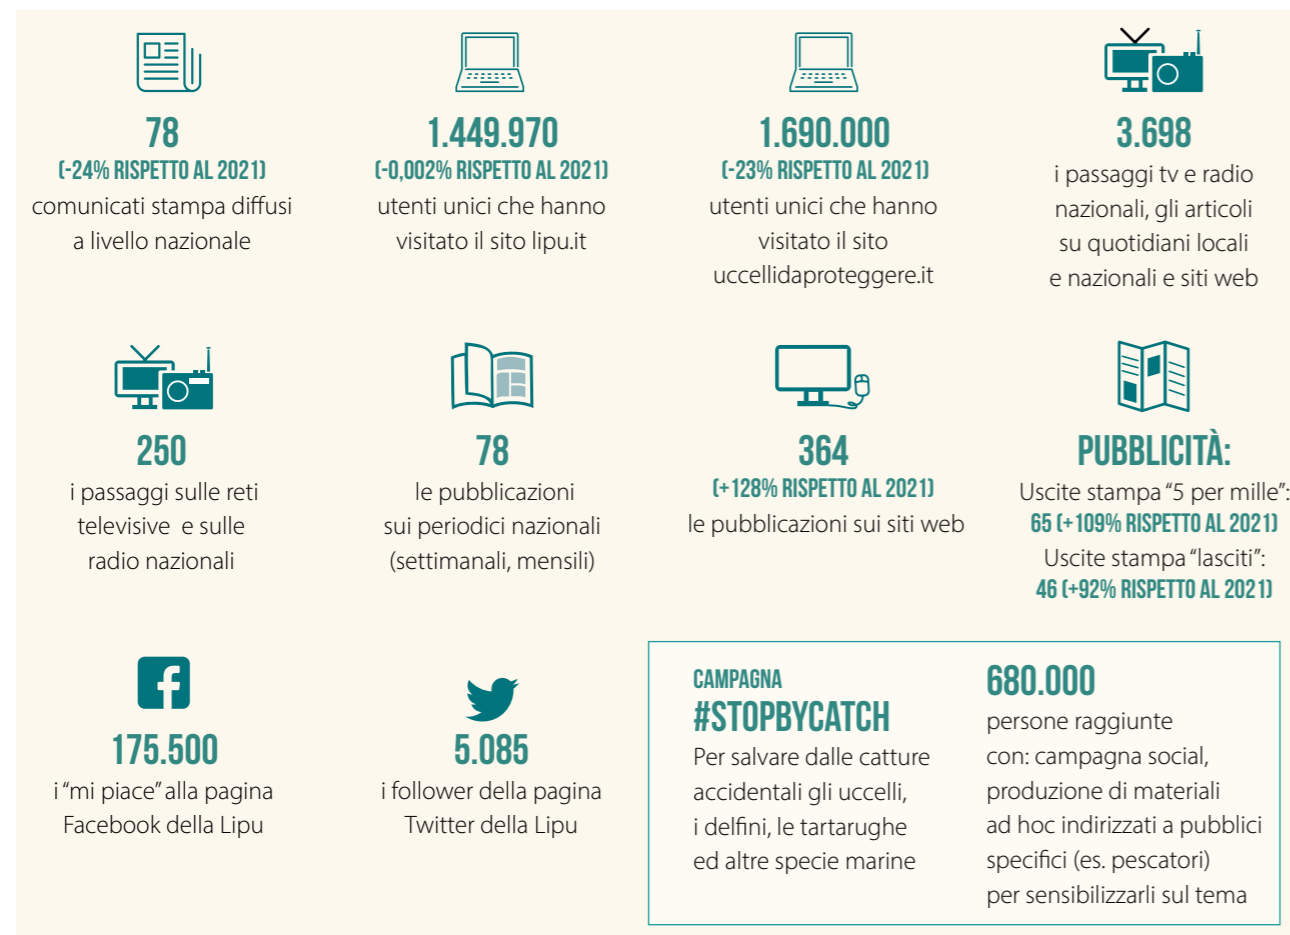 78
(-24% RISPETTO AL 2021)
comunicati stampa diffusi
a livello nazionale
1.449.970
(-0,002% RISPETTO AL 2021)
utenti unici che hanno
visitato il sito lipu.it
1.690.000
(-23% RISPETTO AL 2021)
utenti unici che hanno
visitato il sito
uccellidaproteggere.it
3.698
i passaggi tv e radio
nazionali, gli articoli
su quotidiani locali
e nazionali e siti web
250
i passaggi sulle reti
televisive e sulle
radio nazionali
78
le pubblicazioni
sui periodici nazionali
(settimanali, mensili)
364
(+128% RISPETTO AL 2021)
le pubblicazioni sui siti web
PUBBLICITÀ:
Uscite stampa “5 per mille”:
65 (+109% RISPETTO AL 2021)
Uscite stampa “lasciti”:
46 (+92% RISPETTO AL 2021)
175.500
i “mi piace” alla pagina
Facebook della Lipu
5.085
i follower della pagina
Twitter della Lipu
CAMPAGNA
#STOPBYCATCH
Per salvare dalle catture
accidentali gli uccelli,
i delfini, le tartarughe
ed altre specie marine
680.000
persone raggiunte
con: campagna social,
produzione di materiali
ad hoc indirizzati a pubblici
specifici (es. pescatori)
per sensibilizzarli sul tema